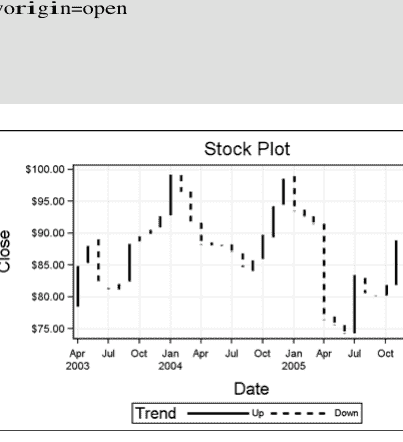 yorigin=open
Stock Plot
$100.00
$95.00
$90.00
$85.00
$80.00
$75.00
Close
Apr Jul Oct Jan Apr Jul Oct Jan Apr Jul Oct
2003 2004 2005
Date
Trend Up Down